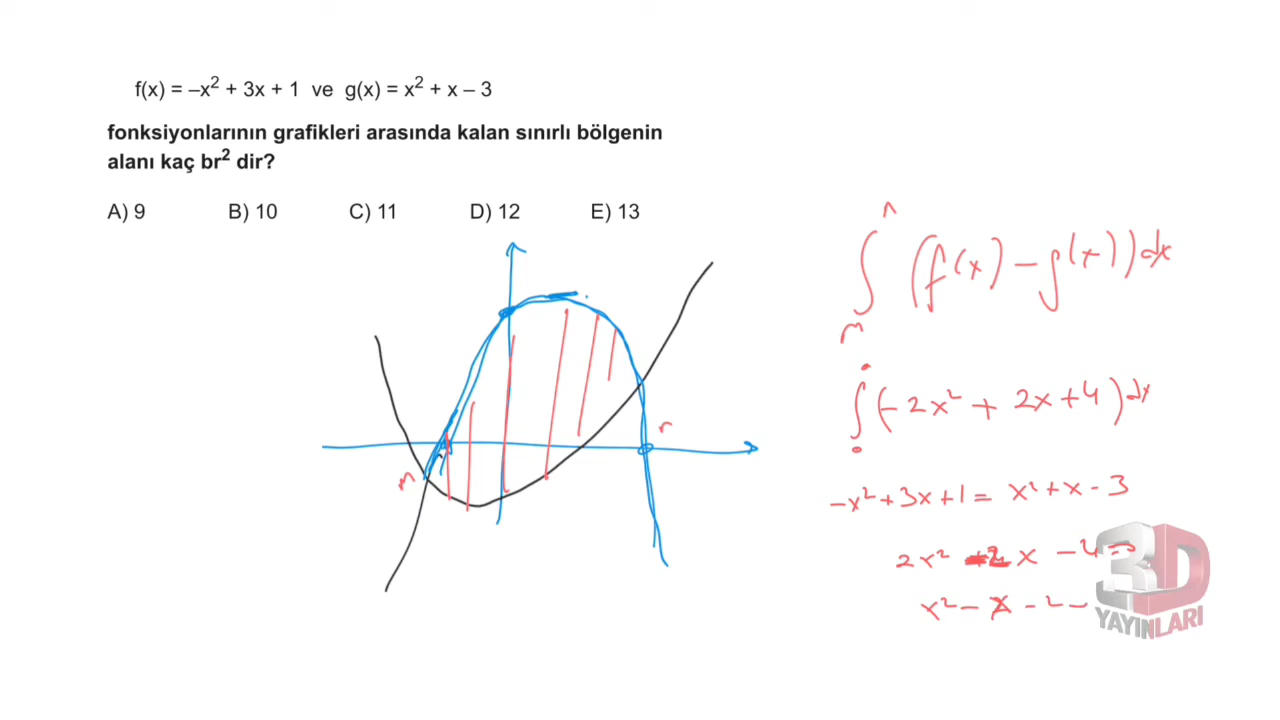 f(x) = –x² + 3x + 1 ve g(x) = x² + x – 3
fonksiyonlarının grafikleri arasında kalan sınırlı bölgenin
alanı kaç br² dir?
A) 9 B) 10 C) 11 D) 12 E) 13
n
∫ (f(x) – g(x)) dx
m
∫ (–2x² + 2x + 4) dx
–x² + 3x + 1 = x² + x – 3
2x² – 2x – 4 =
x² – x – 2 =
3D
YAYINLARI